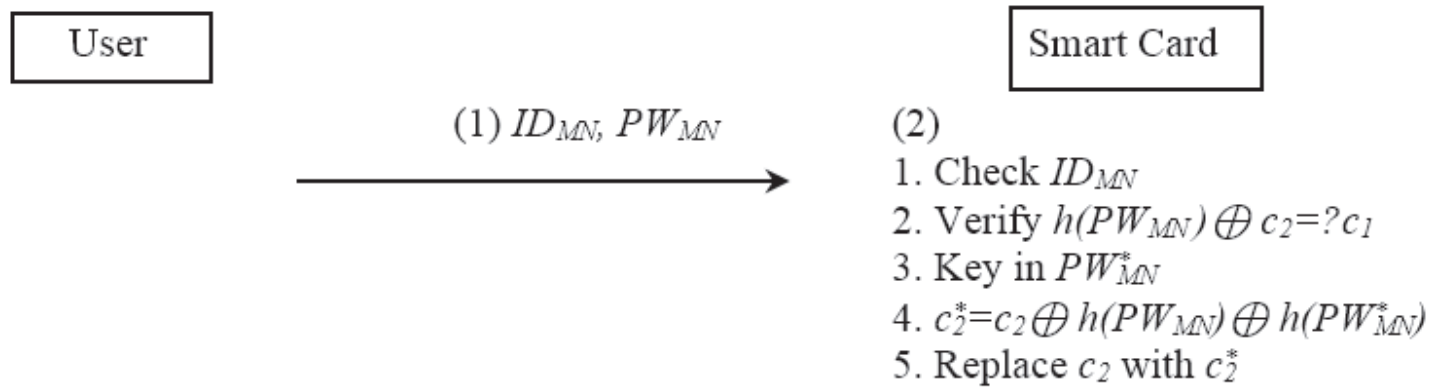 User
Smart Card
(1) ID_MN, PW_MN
(2)
1. Check ID_MN
2. Verify h(PW_MN) ⊕ c_2=?c_1
3. Key in PW*_MN
4. c*_2=c_2 ⊕ h(PW_MN) ⊕ h(PW*_MN)
5. Replace c_2 with c*_2